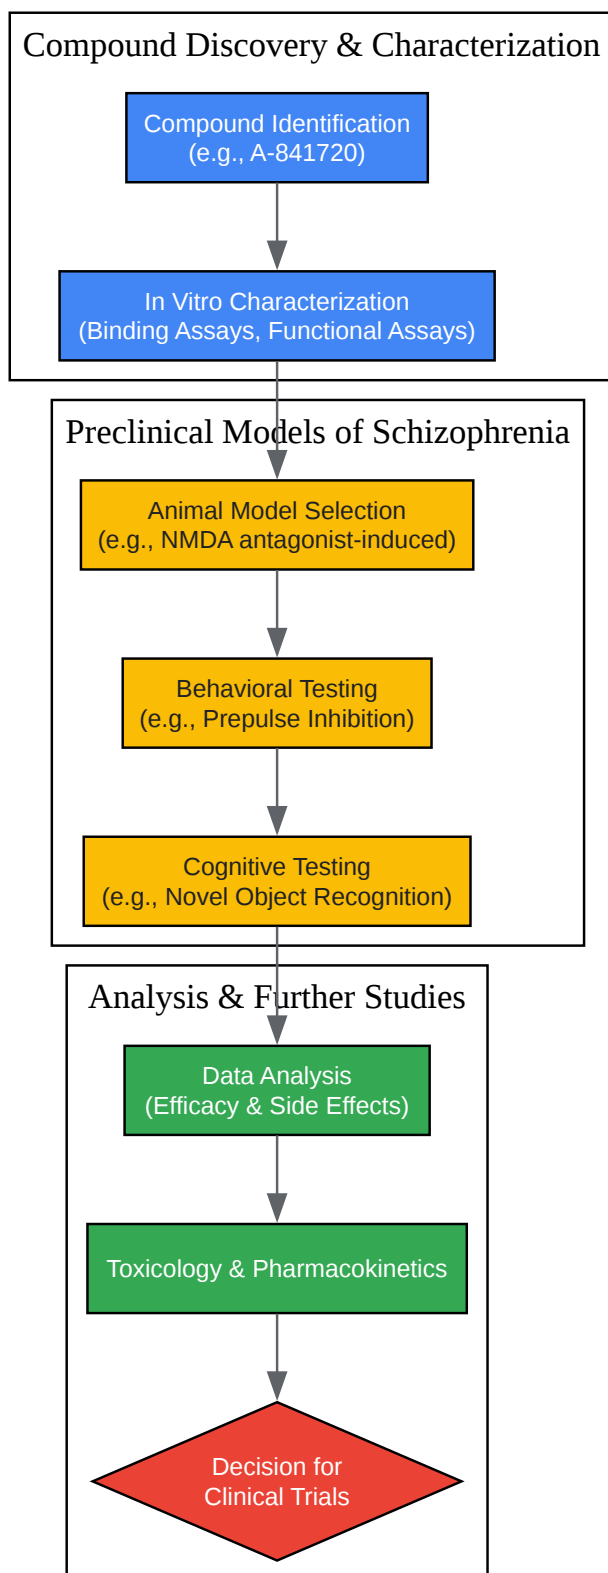 Compound Discovery & Characterization
Compound Identification
(e.g., A-841720)
In Vitro Characterization
(Binding Assays, Functional Assays)
Preclinical Models of Schizophrenia
Animal Model Selection
(e.g., NMDA antagonist-induced)
Behavioral Testing
(e.g., Prepulse Inhibition)
Cognitive Testing
(e.g., Novel Object Recognition)
Analysis & Further Studies
Data Analysis
(Efficacy & Side Effects)
Toxicology & Pharmacokinetics
Decision for
Clinical Trials